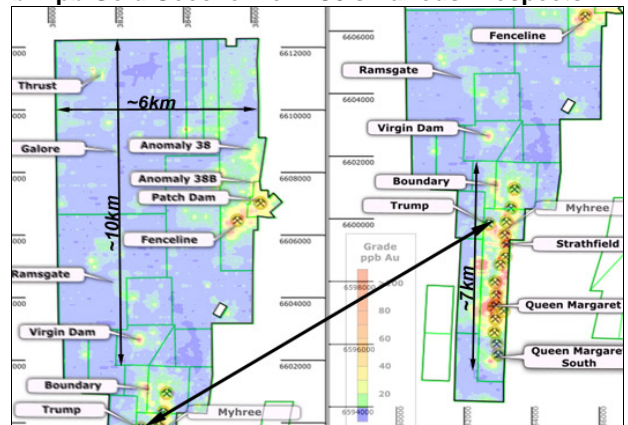 Thrust
~6km
Galore
Anomaly 38
Anomaly 38B
Patch Dam
Fenceline
~10km
Ramsgate
Virgin Dam
Boundary
Trump
Myhree
6612000
6610000
6608000
6606000
6604000
6602000
Fenceline
Ramsgate
Virgin Dam
Boundary
Trump
Myhree
Strathfield
Queen Margaret
Queen Margaret
South
~7km
6606000
6604000
6602000
6600000
6598000
6596000
6594000
Grade
ppb Au
80
60
40
20